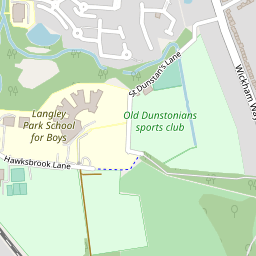 St. Dunstan's Lane
Wickham Way
Langley
Park School
for Boys
Old Dunstonians
sports club
Hawksbrook Lane